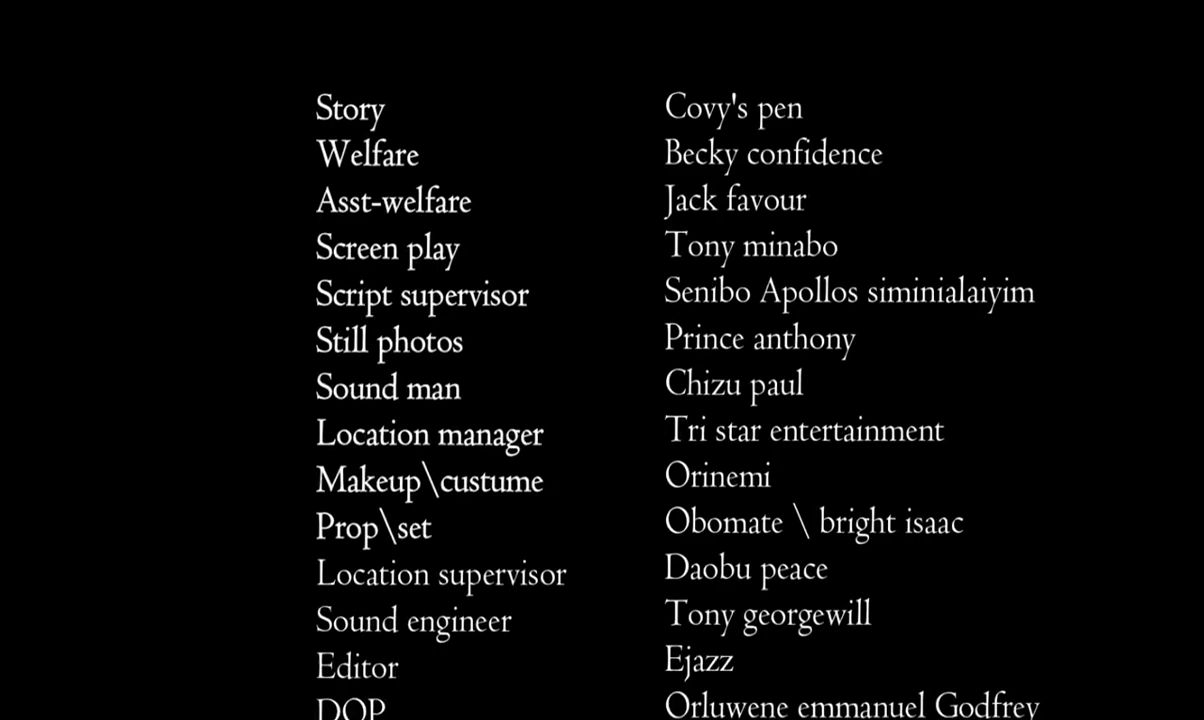 Story Covy's pen
Welfare Becky confidence
Asst-welfare Jack favour
Screen play Tony minabo
Script supervisor Senibo Apollos siminialaiyim
Still photos Prince anthony
Sound man Chizu paul
Location manager Tri star entertainment
Makeup\custume Orinemi
Prop\set Obomate \ bright isaac
Location supervisor Daobu peace
Sound engineer Tony georgewill
Editor Ejazz
DOP Orluwene emmanuel Godfrey